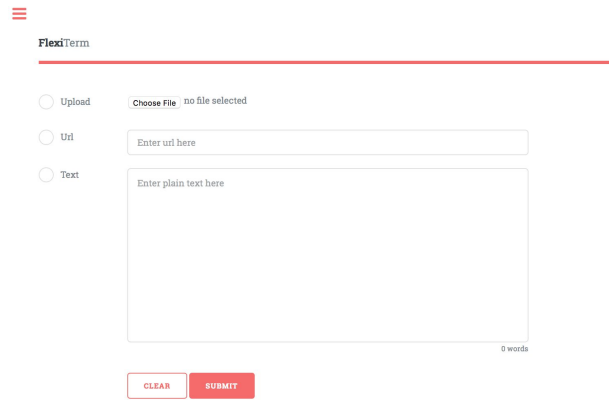 FlexiTerm
Upload Choose File no file selected
Url Enter url here
Text Enter plain text here
0 words
CLEAR SUBMIT